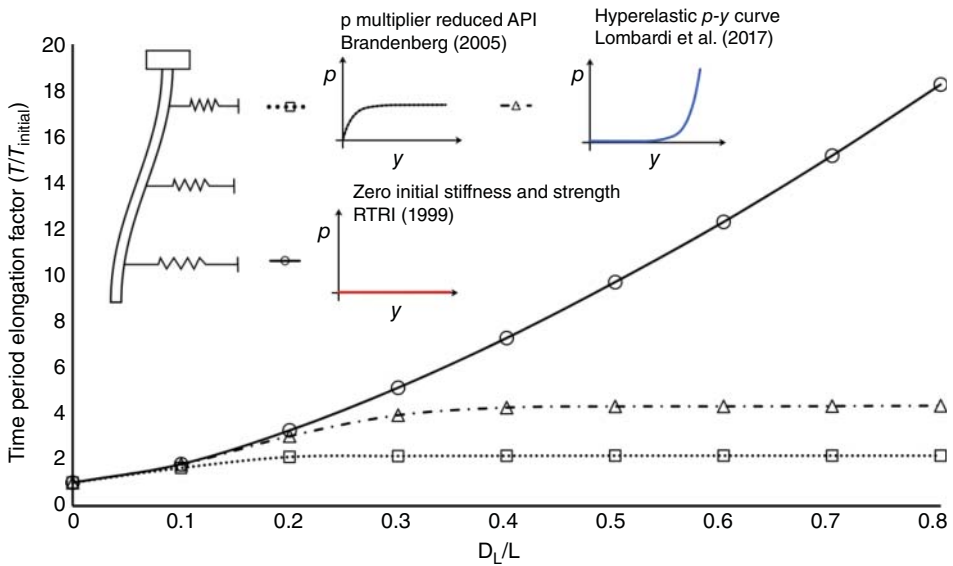 p multiplier reduced API
Brandenberg (2005)
p
y
Hyperelastic p-y curve
Lombardi et al. (2017)
p
y
Zero initial stiffness and strength
RTRI (1999)
p
y
Time period elongation factor (T/Tinitial)
20
18
16
14
12
10
8
6
4
2
0
0 0.1 0.2 0.3 0.4 0.5 0.6 0.7 0.8
DL/L